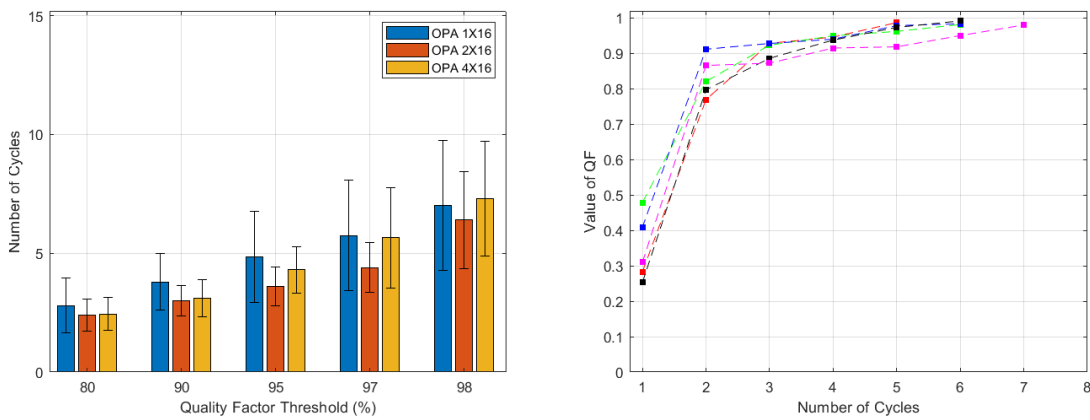 15
10
5
0
Number of Cycles
OPA 1X16
OPA 2X16
OPA 4X16
80 90 95 97 98
Quality Factor Threshold (%)
1
0.9
0.8
0.7
0.6
0.5
0.4
0.3
0.2
0.1
0
Value of QF
1 2 3 4 5 6 7 8
Number of Cycles